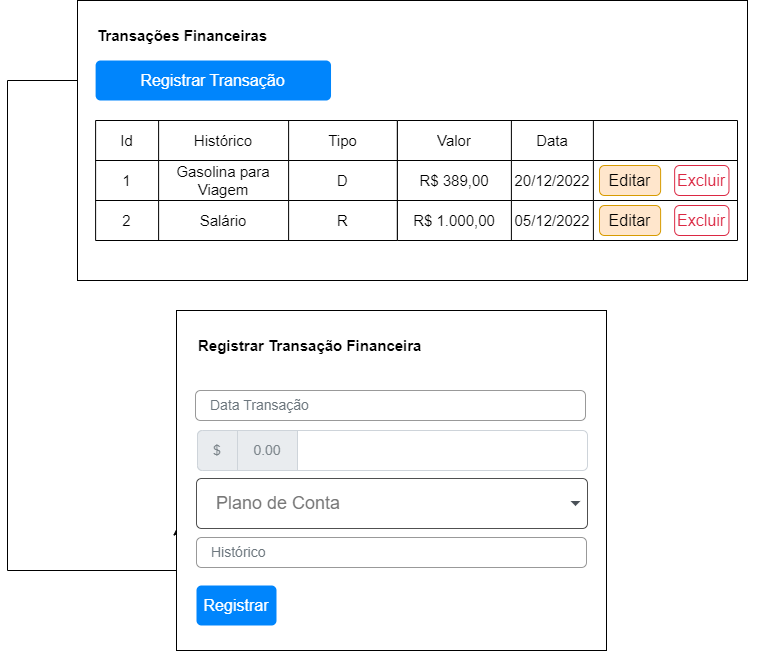 Transações Financeiras
Registrar Transação
Id Histórico Tipo Valor Data
1 Gasolina para Viagem D R$ 389,00 20/12/2022 Editar Excluir
2 Salário R R$ 1.000,00 05/12/2022 Editar Excluir
Registrar Transação Financeira
Data Transação
$ 0.00
Plano de Conta
Histórico
Registrar